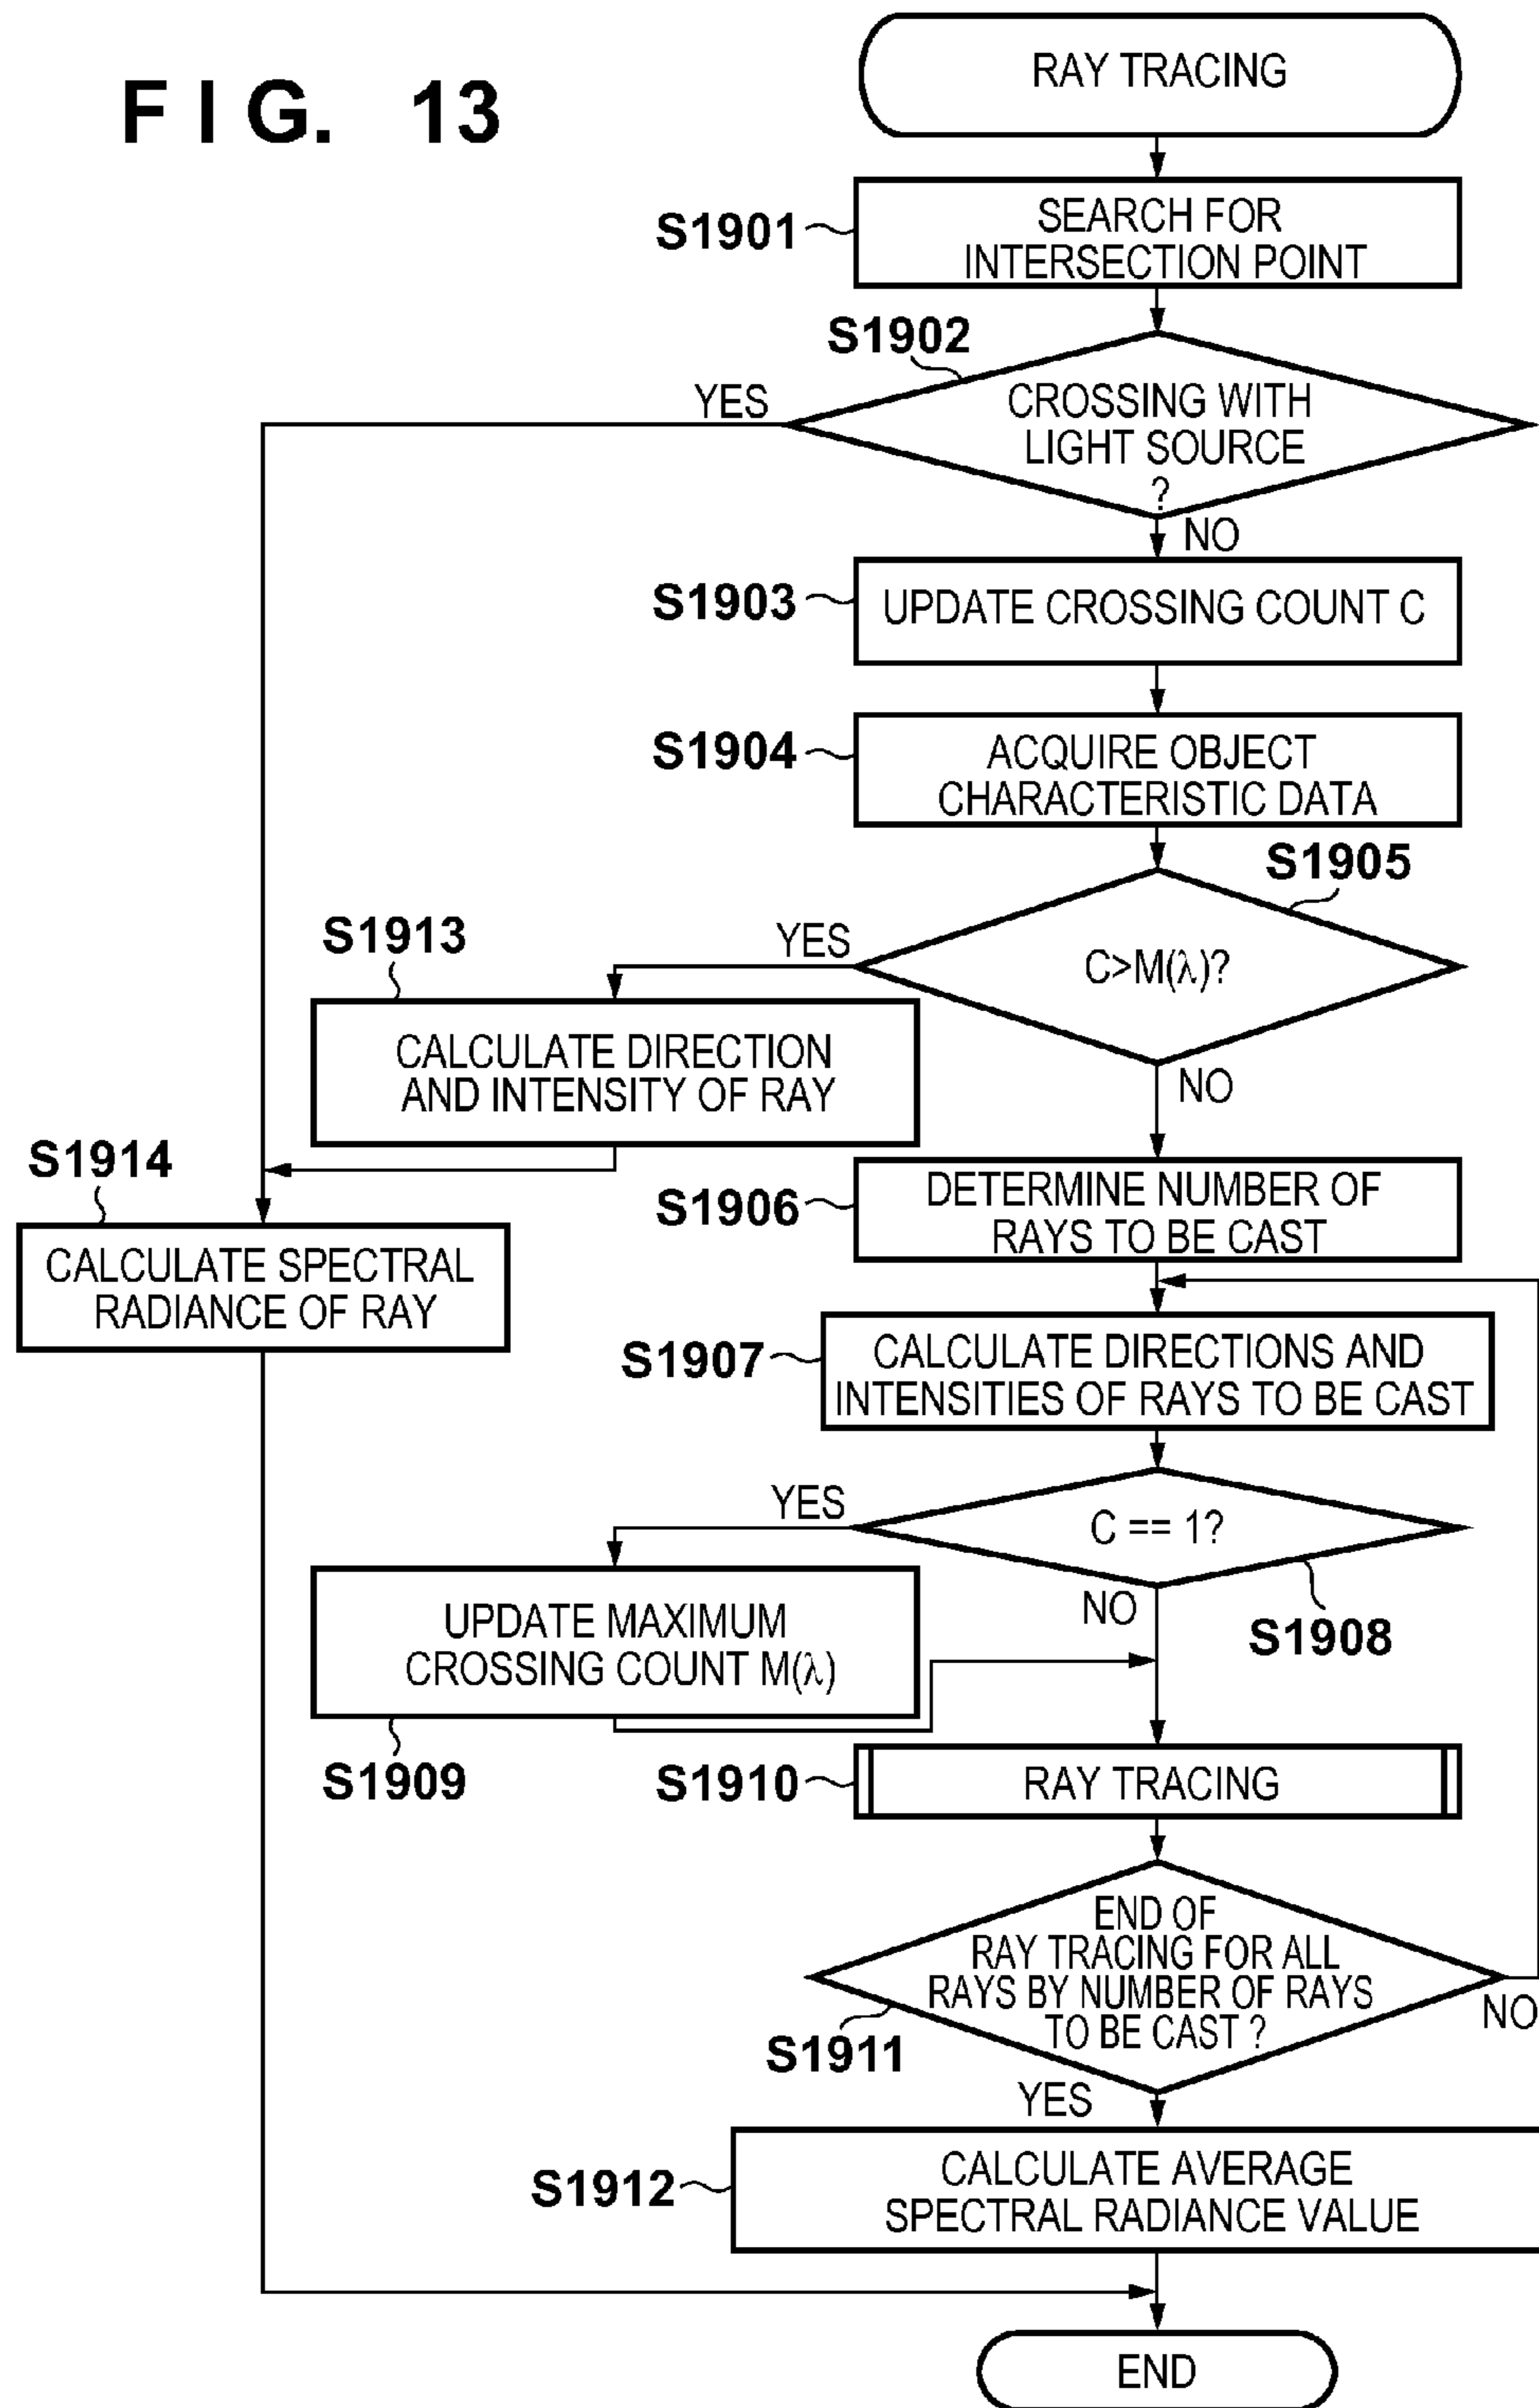 FIG. 13
RAY TRACING
S1901
SEARCH FOR
INTERSECTION POINT
S1902
YES
CROSSING WITH
LIGHT SOURCE
?
NO
S1903
UPDATE CROSSING COUNT C
S1904
ACQUIRE OBJECT
CHARACTERISTIC DATA
S1905
S1913
YES
C>M(λ)?
CALCULATE DIRECTION
AND INTENSITY OF RAY
NO
S1914
S1906
DETERMINE NUMBER OF
RAYS TO BE CAST
CALCULATE SPECTRAL
RADIANCE OF RAY
S1907
CALCULATE DIRECTIONS AND
INTENSITIES OF RAYS TO BE CAST
YES
C == 1?
NO
S1908
UPDATE MAXIMUM
CROSSING COUNT M(λ)
S1909
S1910
RAY TRACING
END OF
RAY TRACING FOR ALL
RAYS BY NUMBER OF RAYS
TO BE CAST ?
NO
S1911
YES
S1912
CALCULATE AVERAGE
SPECTRAL RADIANCE VALUE
END